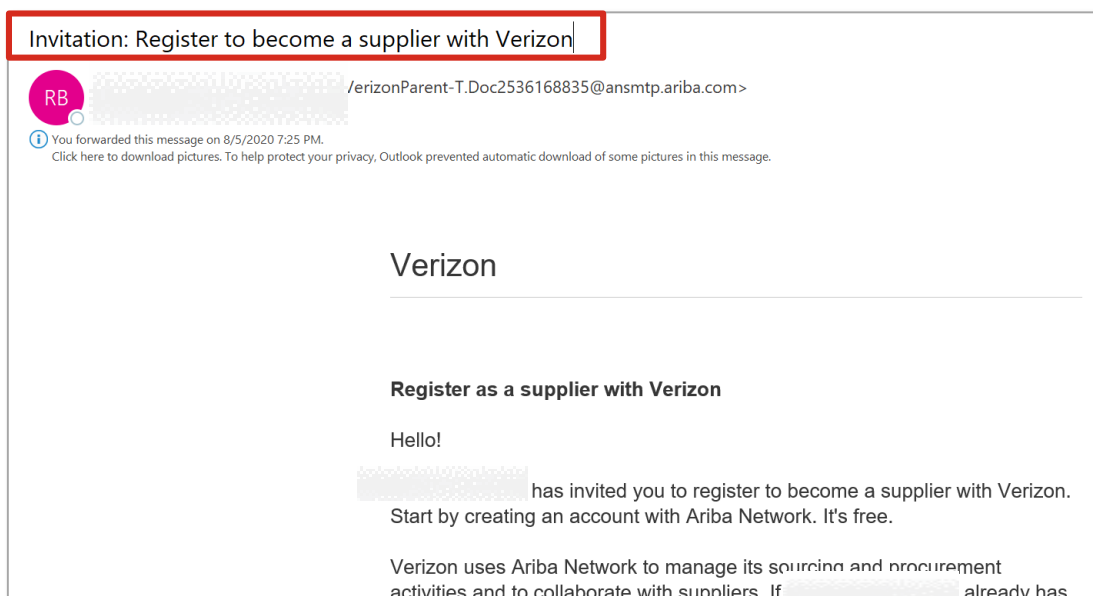 Invitation: Register to become a supplier with Verizon
RB
VerizonParent-T.Doc2536168835@ansmtp.ariba.com>
You forwarded this message on 8/5/2020 7:25 PM.
Click here to download pictures. To help protect your privacy, Outlook prevented automatic download of some pictures in this message.
Verizon
Register as a supplier with Verizon
Hello!
has invited you to register to become a supplier with Verizon.
Start by creating an account with Ariba Network. It's free.
Verizon uses Ariba Network to manage its sourcing and procurement
activities and to collaborate with suppliers. If already has